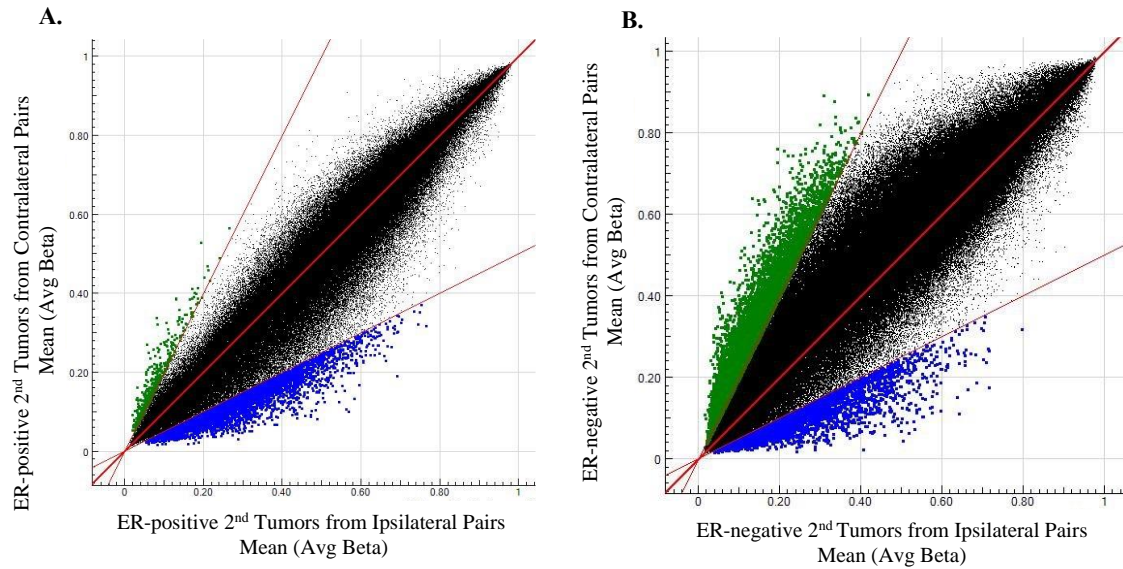 A.
ER-positive 2nd Tumors from Contralateral Pairs
Mean (Avg Beta)
1
0.80
0.60
0.40
0.20
0
0
0.20
0.40
0.60
0.80
1
ER-positive 2nd Tumors from Ipsilateral Pairs
Mean (Avg Beta)
B.
ER-negative 2nd Tumors from Contralateral Pairs
Mean (Avg Beta)
1
0.80
0.60
0.40
0.20
0
0
0.20
0.40
0.60
0.80
1
ER-negative 2nd Tumors from Ipsilateral Pairs
Mean (Avg Beta)